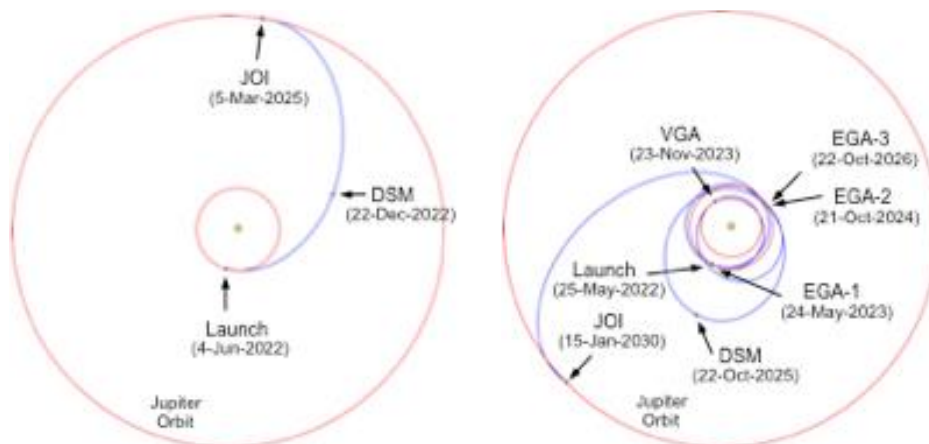 JOI
(5-Mar-2025)
DSM
(22-Dec-2022)
Launch
(4-Jun-2022)
Jupiter
Orbit
VGA
(23-Nov-2023)
EGA-3
(22-Oct-2026)
EGA-2
(21-Oct-2024)
Launch
(25-May-2022)
EGA-1
(24-May-2023)
JOI
(15-Jan-2030)
DSM
(22-Oct-2025)
Jupiter
Orbit